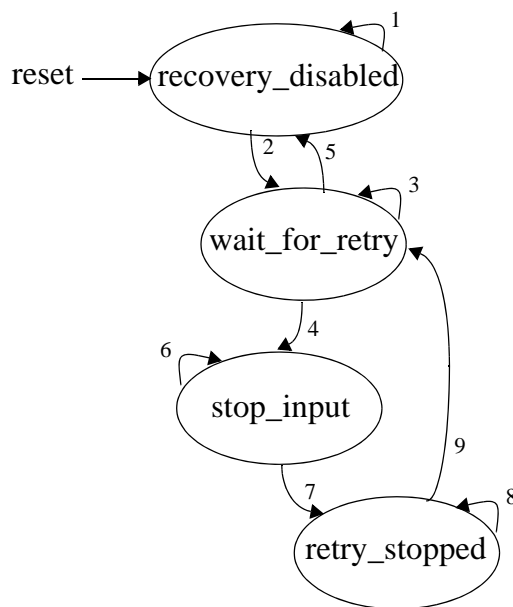 1
reset
recovery_disabled
2
5
3
wait_for_retry
4
6
stop_input
9
7
8
retry_stopped